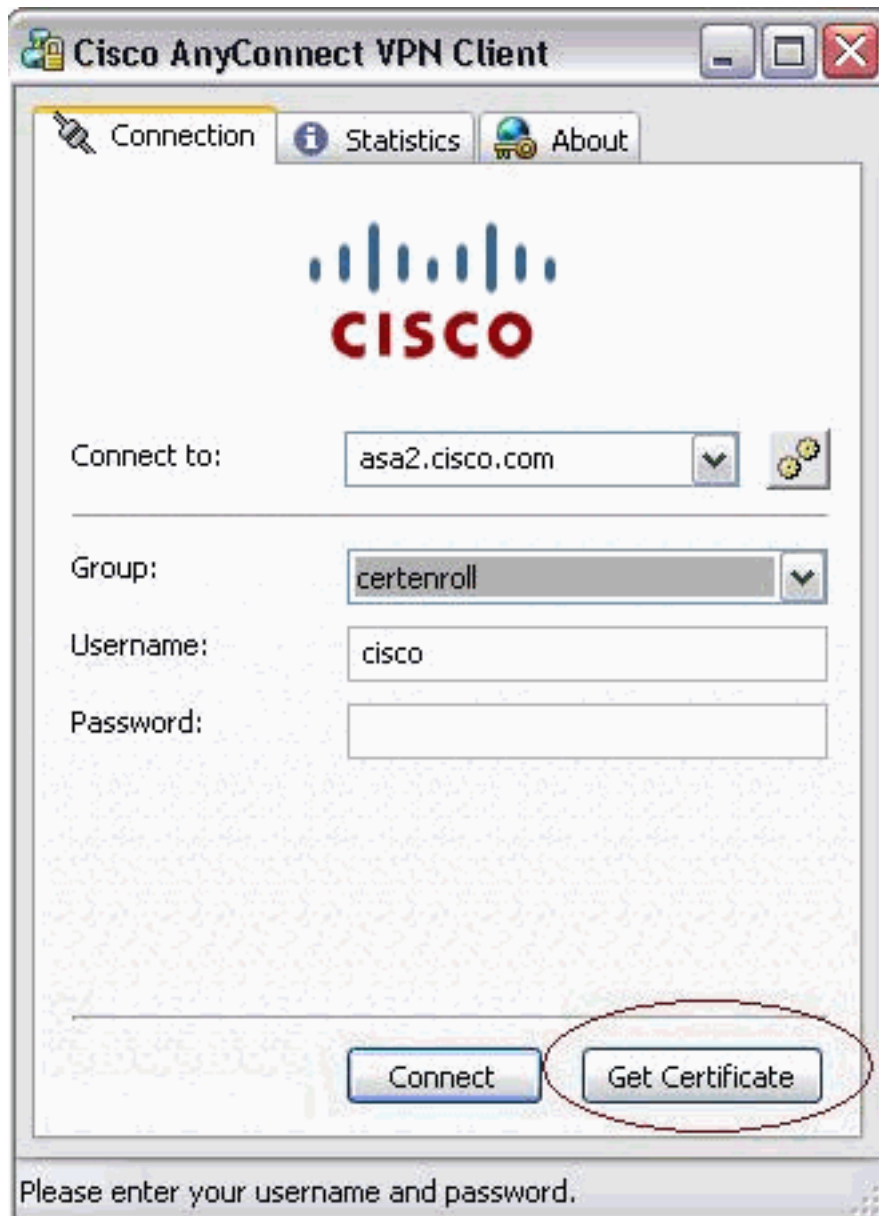 Cisco AnyConnect VPN Client
Connection
Statistics
About
CISCO
Connect to:
asa2.cisco.com
Group:
certenroll
Username:
cisco
Password:
Connect
Get Certificate
Please enter your username and password.